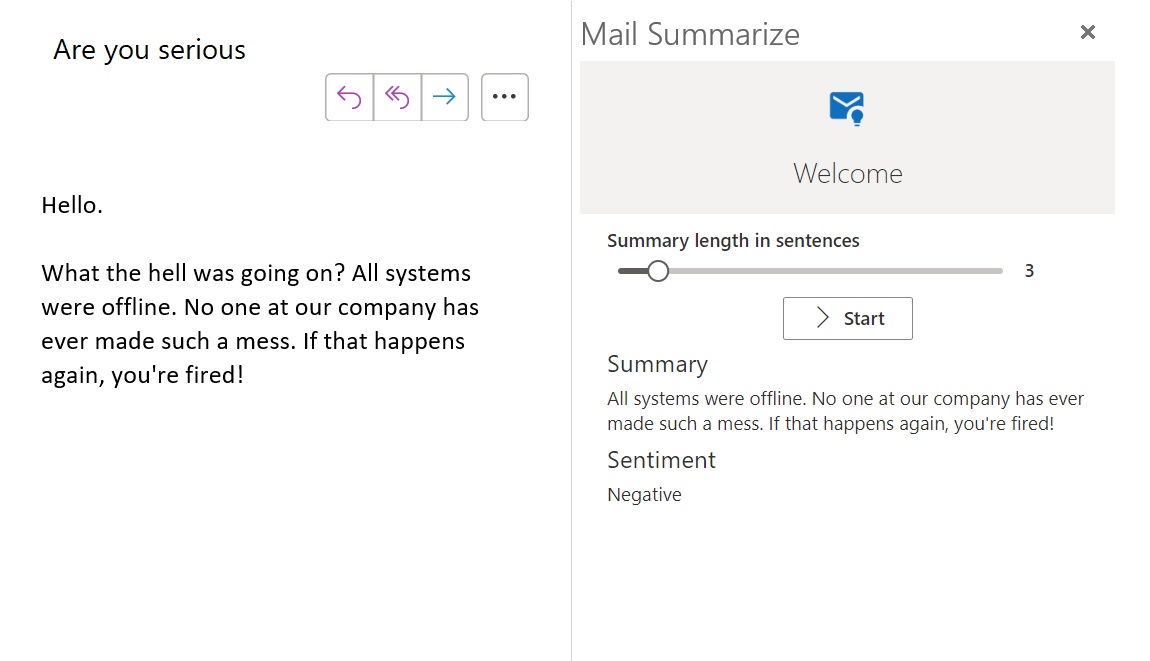 Are you serious
Hello.
What the hell was going on? All systems
were offline. No one at our company has
ever made such a mess. If that happens
again, you're fired!
Mail Summarize
Welcome
Summary length in sentences
3
Start
Summary
All systems were offline. No one at our company has ever
made such a mess. If that happens again, you're fired!
Sentiment
Negative